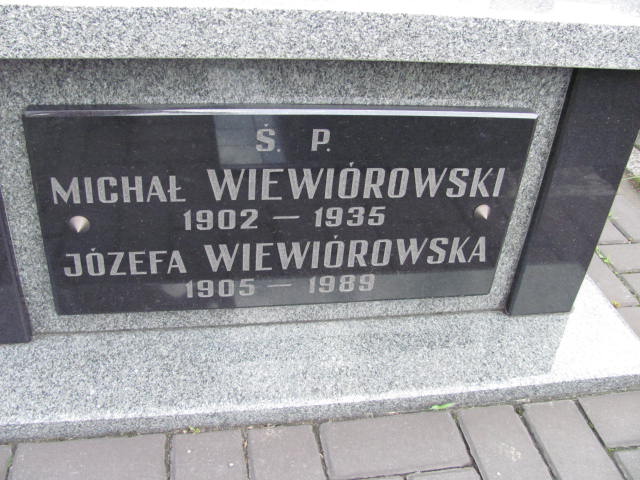 Ś. P.
MICHAŁ WIEWIÓROWSKI
1902 — 1935
JÓZEFA WIEWIÓROWSKA
1905 — 1989